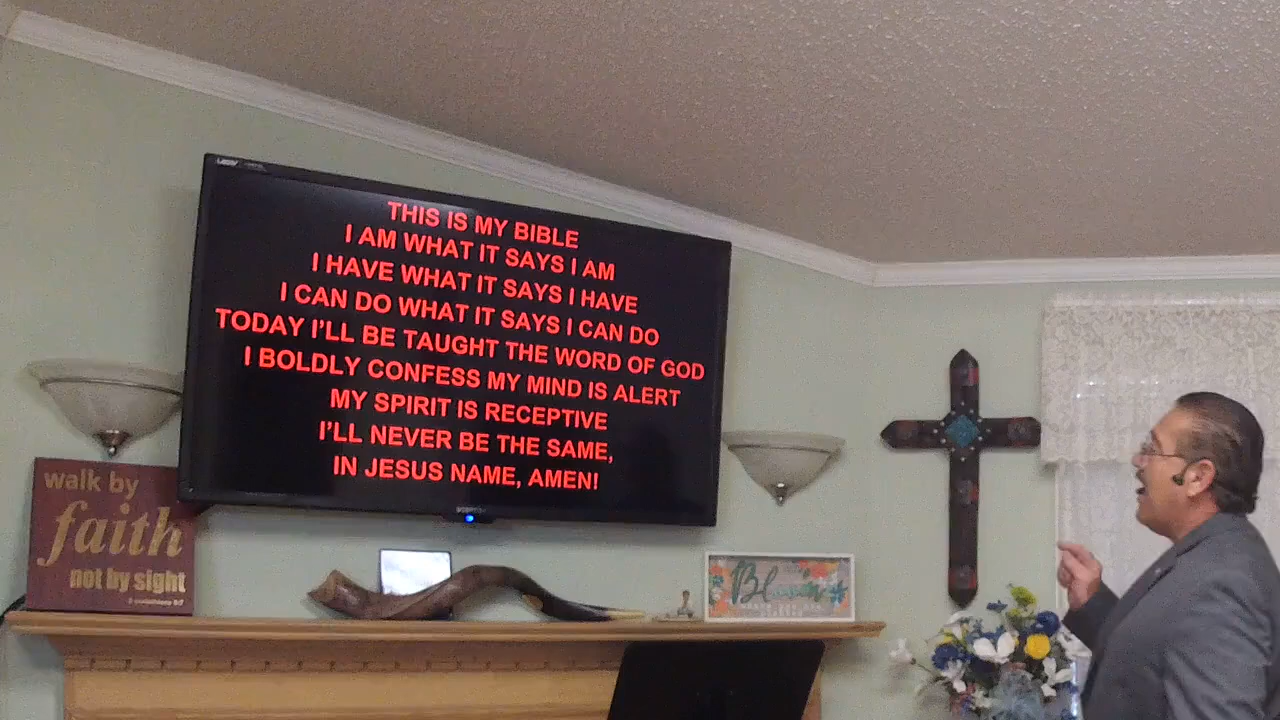 THIS IS MY BIBLE
I AM WHAT IT SAYS I AM
I HAVE WHAT IT SAYS I HAVE
I CAN DO WHAT IT SAYS I CAN DO
TODAY I'LL BE TAUGHT THE WORD OF GOD
I BOLDLY CONFESS MY MIND IS ALERT
MY SPIRIT IS RECEPTIVE
I'LL NEVER BE THE SAME,
IN JESUS NAME, AMEN!
walk by
faith
not by sight